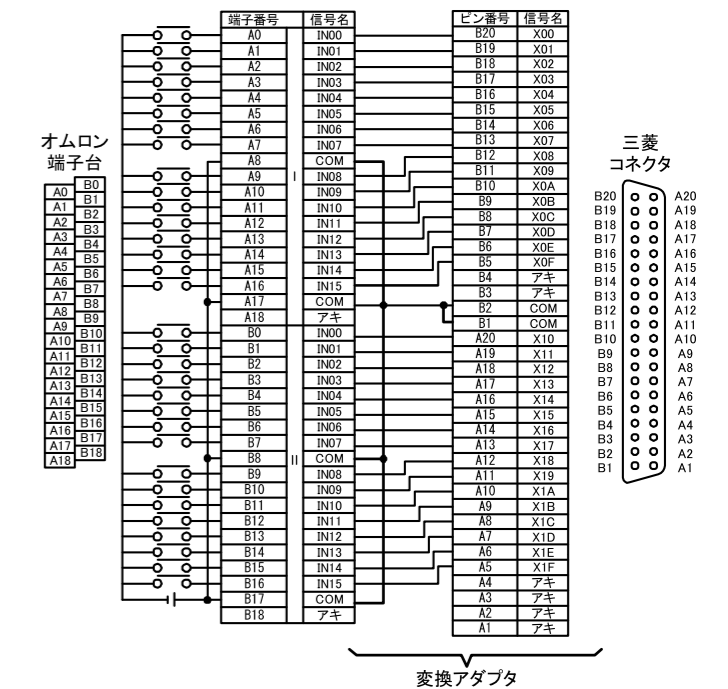 オムロン
端子台
A0 B0
A1 B1
A2 B2
A3 B3
A4 B4
A5 B5
A6 B6
A7 B7
A8 B8
A9 B9
A10 B10
A11 B11
A12 B12
A13 B13
A14 B14
A15 B15
A16 B16
A17 B17
A18 B18
端子番号 信号名
A0 IN00
A1 IN01
A2 IN02
A3 IN03
A4 IN04
A5 IN05
A6 IN06
A7 IN07
A8 COM
I
A9 IN08
A10 IN09
A11 IN10
A12 IN11
A13 IN12
A14 IN13
A15 IN14
A16 IN15
A17 COM
A18 アキ
B0 IN00
B1 IN01
B2 IN02
B3 IN03
B4 IN04
B5 IN05
B6 IN06
B7 IN07
B8 II COM
B9 IN08
B10 IN09
B11 IN10
B12 IN11
B13 IN12
B14 IN13
B15 IN14
B16 IN15
B17 COM
B18 アキ
ピン番号 信号名
B20 X00
B19 X01
B18 X02
B17 X03
B16 X04
B15 X05
B14 X06
B13 X07
B12 X08
B11 X09
B10 X0A
B9 X0B
B8 X0C
B7 X0D
B6 X0E
B5 X0F
B4 アキ
B3 アキ
B2 COM
B1 COM
A20 X10
A19 X11
A18 X12
A17 X13
A16 X14
A15 X15
A14 X16
A13 X17
A12 X18
A11 X19
A10 X1A
A9 X1B
A8 X1C
A7 X1D
A6 X1E
A5 X1F
A4 アキ
A3 アキ
A2 アキ
A1 アキ
変換アダプタ
三菱
コネクタ
B20 A20
B19 A19
B18 A18
B17 A17
B16 A16
B15 A15
B14 A14
B13 A13
B12 A12
B11 A11
B10 A10
B9 A9
B8 A8
B7 A7
B6 A6
B5 A5
B4 A4
B3 A3
B2 A2
B1 A1